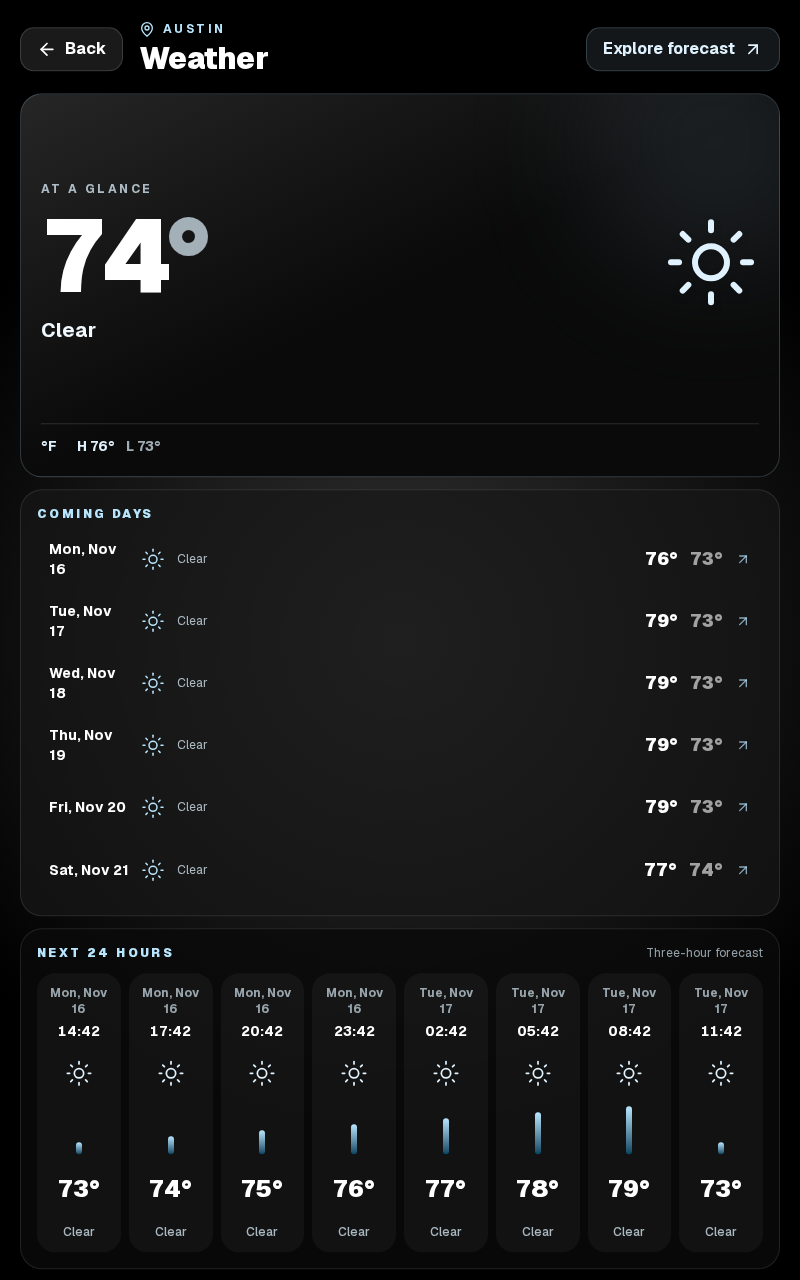 Back
AUSTIN
Weather
Explore forecast
AT A GLANCE
74°
Clear
°F H 76° L 73°
COMING DAYS
Mon, Nov
16
Clear
76° 73°
Tue, Nov
17
Clear
79° 73°
Wed, Nov
18
Clear
79° 73°
Thu, Nov
19
Clear
79° 73°
Fri, Nov 20
Clear
79° 73°
Sat, Nov 21
Clear
77° 74°
NEXT 24 HOURS
Three-hour forecast
Mon, Nov
16
14:42
73°
Clear
Mon, Nov
16
17:42
74°
Clear
Mon, Nov
16
20:42
75°
Clear
Mon, Nov
16
23:42
76°
Clear
Tue, Nov
17
02:42
77°
Clear
Tue, Nov
17
05:42
78°
Clear
Tue, Nov
17
08:42
79°
Clear
Tue, Nov
17
11:42
73°
Clear